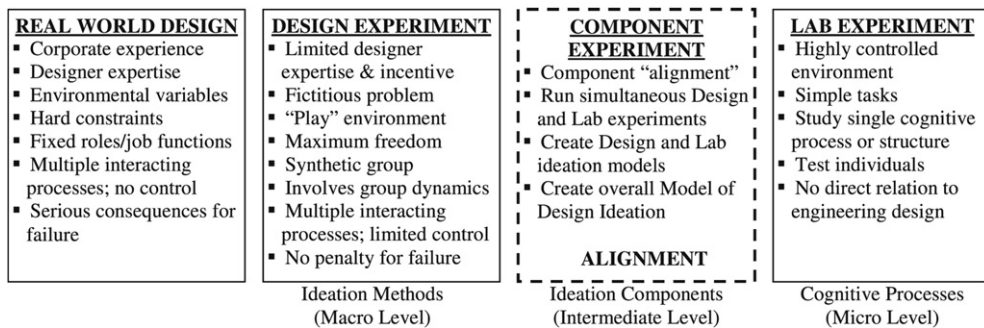 REAL WORLD DESIGN
▪ Corporate experience
▪ Designer expertise
▪ Environmental variables
▪ Hard constraints
▪ Fixed roles/job functions
▪ Multiple interacting
processes; no control
▪ Serious consequences for
failure
DESIGN EXPERIMENT
▪ Limited designer
expertise & incentive
▪ Fictitious problem
▪ “Play” environment
▪ Maximum freedom
▪ Synthetic group
▪ Involves group dynamics
▪ Multiple interacting
processes; limited control
▪ No penalty for failure
Ideation Methods
(Macro Level)
COMPONENT
EXPERIMENT
▪ Component “alignment”
▪ Run simultaneous Design
and Lab experiments
▪ Create Design and Lab
ideation models
▪ Create overall Model of
Design Ideation
ALIGNMENT
Ideation Components
(Intermediate Level)
LAB EXPERIMENT
▪ Highly controlled
environment
▪ Simple tasks
▪ Study single cognitive
process or structure
▪ Test individuals
▪ No direct relation to
engineering design
Cognitive Processes
(Micro Level)